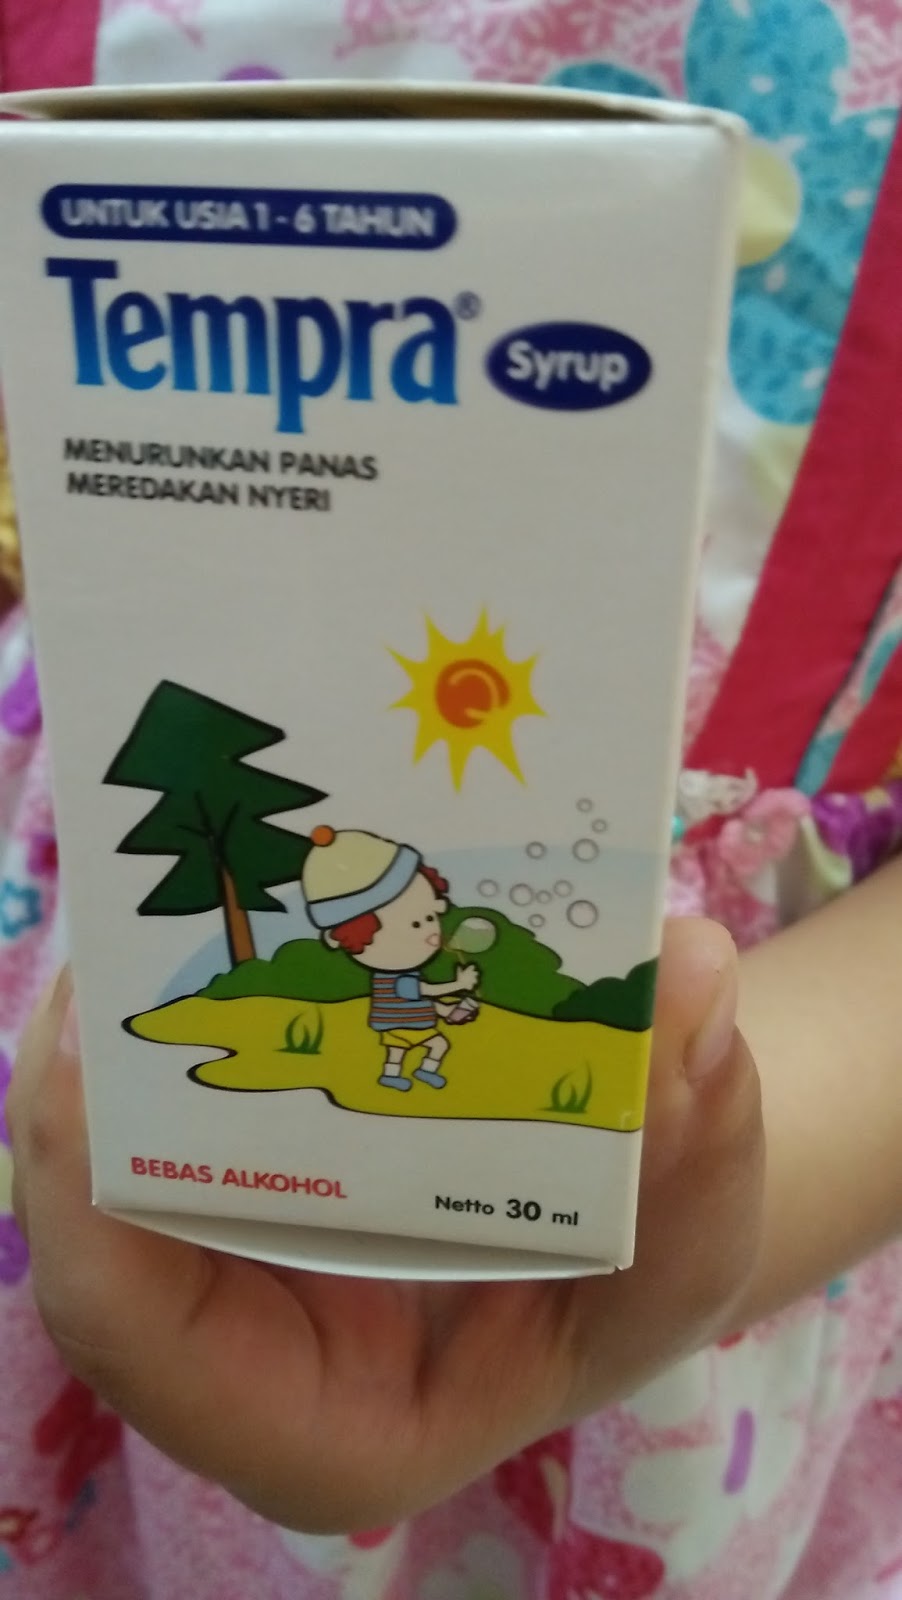 UNTUK USIA 1 - 6 TAHUN
Tempra® Syrup
MENURUNKAN PANAS
MEREDAKAN NYERI
BEBAS ALKOHOL
Netto 30 ml